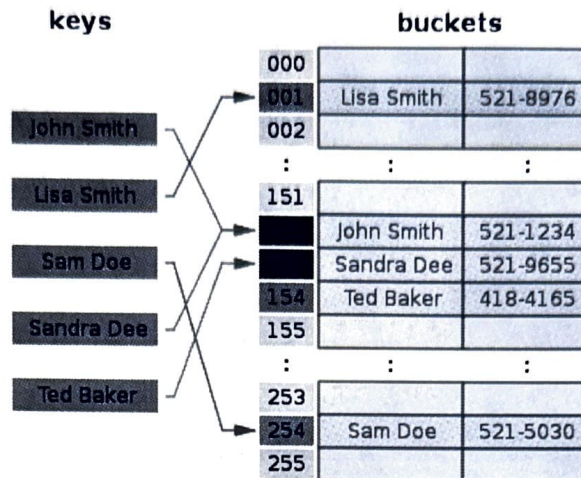 keys
buckets
000
001 Lisa Smith 521-8976
002
: : :
151
John Smith 521-1234
Sandra Dee 521-9655
154 Ted Baker 418-4165
155
: : :
253
254 Sam Doe 521-5030
255
John Smith
Lisa Smith
Sam Doe
Sandra Dee
Ted Baker